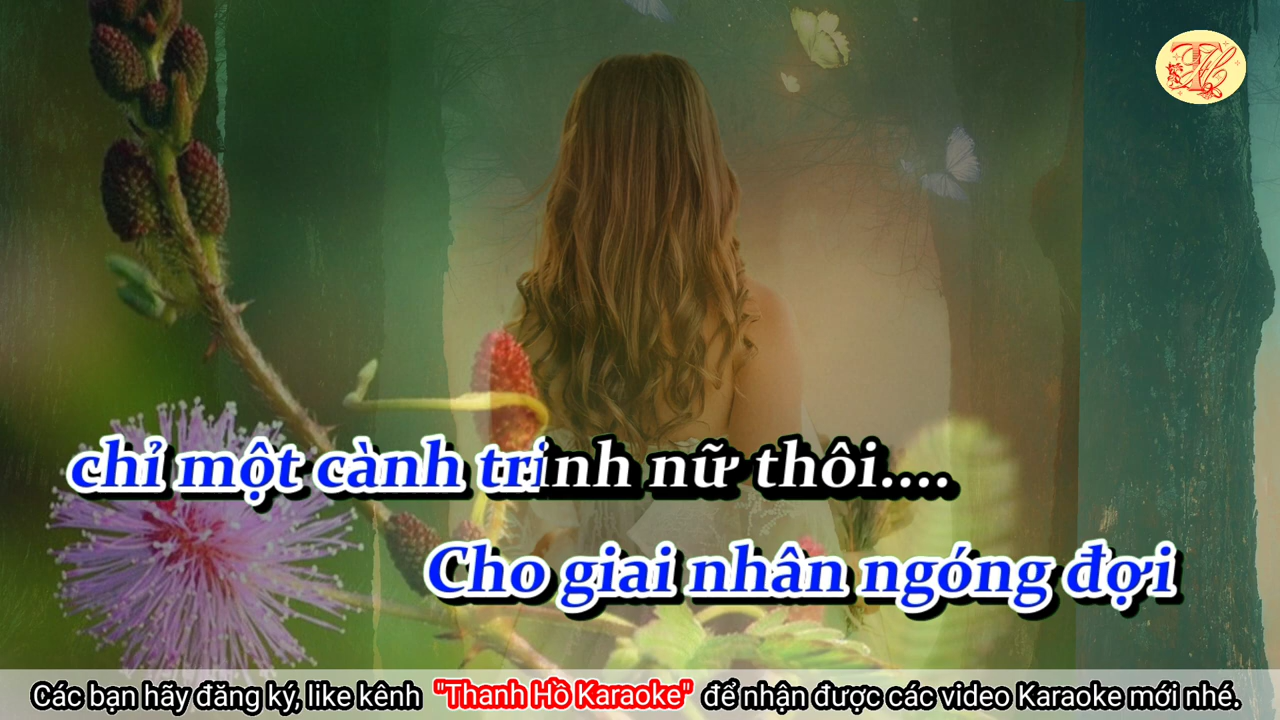 chỉ một cành trinh nữ thôi....
Cho giai nhân ngóng đợi
Các bạn hãy đăng ký, like kênh "Thanh Hồ Karaoke" để nhận được các video Karaoke mới nhé.